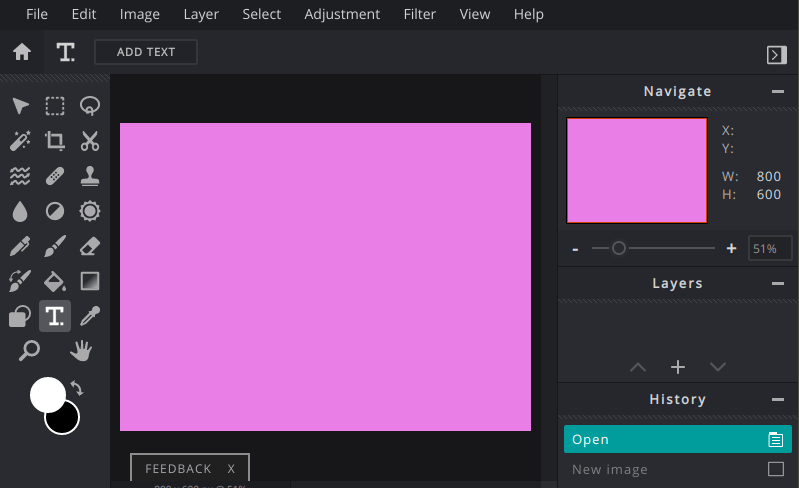 File Edit Image Layer Select Adjustment Filter View Help
T. ADD TEXT
Navigate
X:
Y:
W: 800
H: 600
- + 51%
Layers
History
Open
New image
FEEDBACK X